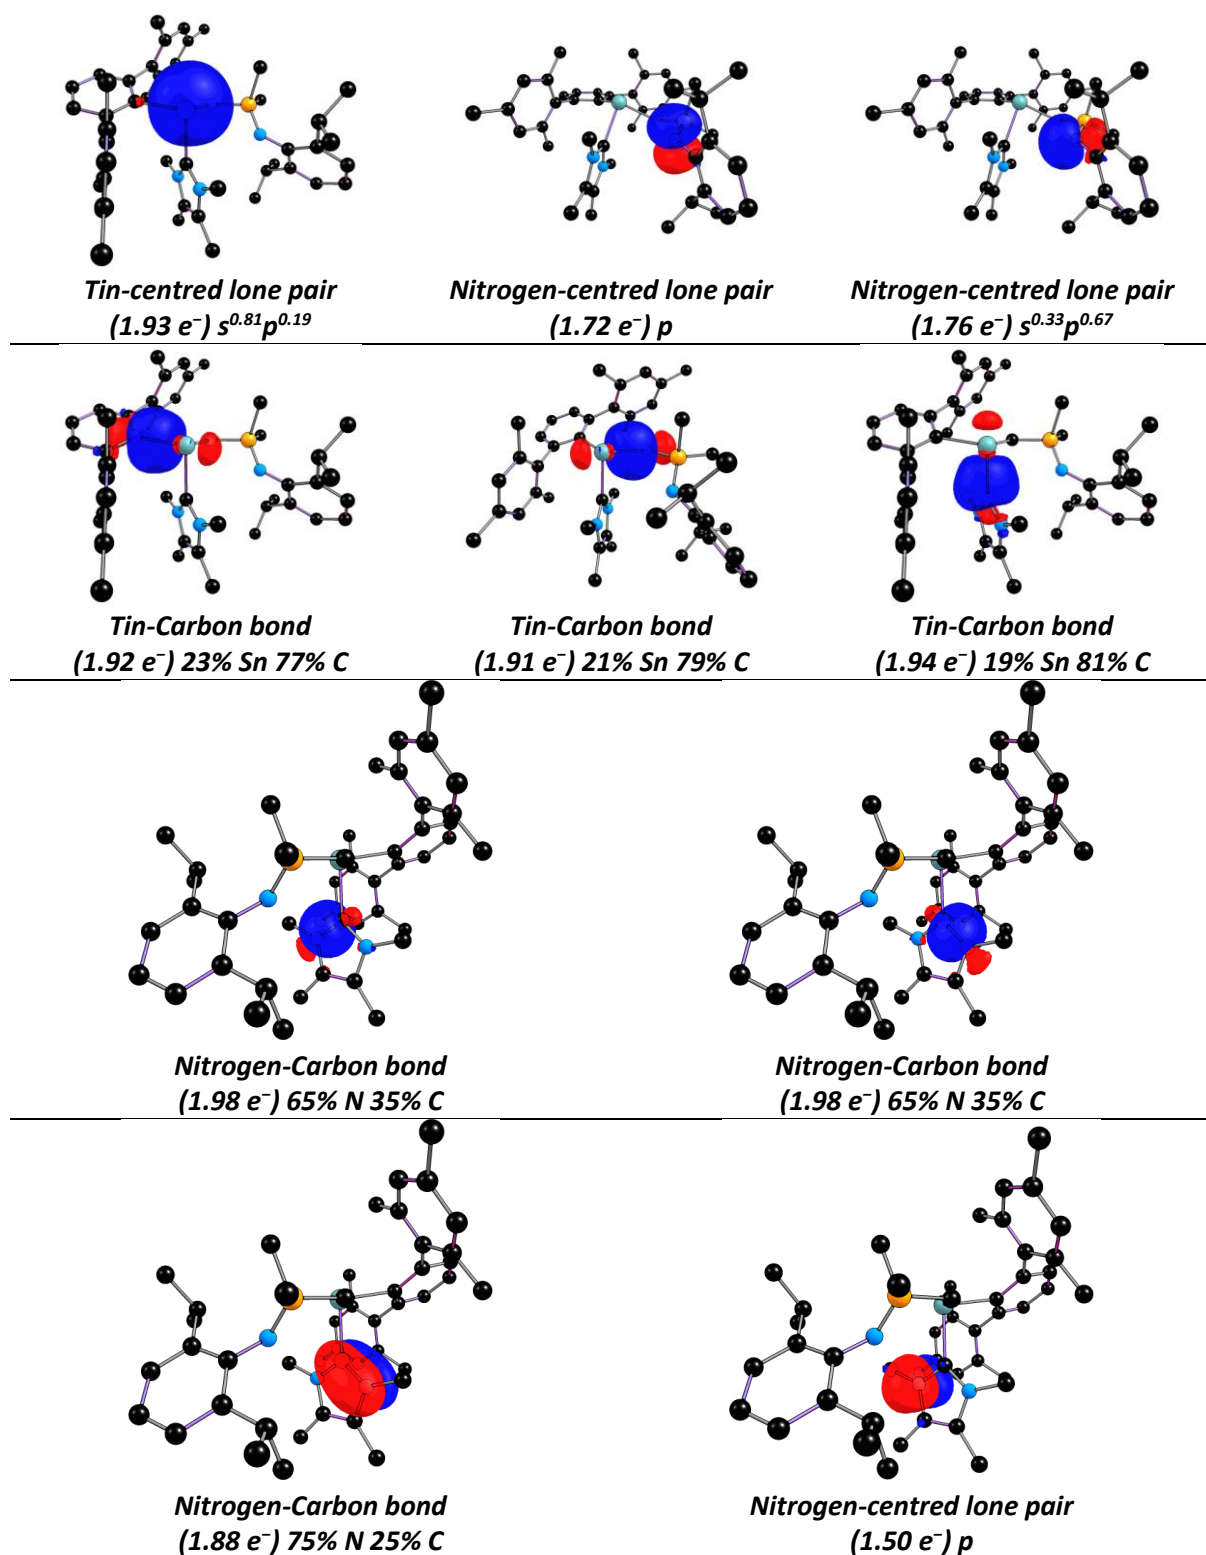 Tin-centred lone pair
(1.93 e⁻) s⁰·⁸¹p⁰·¹⁹
Nitrogen-centred lone pair
(1.72 e⁻) p
Nitrogen-centred lone pair
(1.76 e⁻) s⁰·³³p⁰·⁶⁷
Tin-Carbon bond
(1.92 e⁻) 23% Sn 77% C
Tin-Carbon bond
(1.91 e⁻) 21% Sn 79% C
Tin-Carbon bond
(1.94 e⁻) 19% Sn 81% C
Nitrogen-Carbon bond
(1.98 e⁻) 65% N 35% C
Nitrogen-Carbon bond
(1.98 e⁻) 65% N 35% C
Nitrogen-Carbon bond
(1.88 e⁻) 75% N 25% C
Nitrogen-centred lone pair
(1.50 e⁻) p